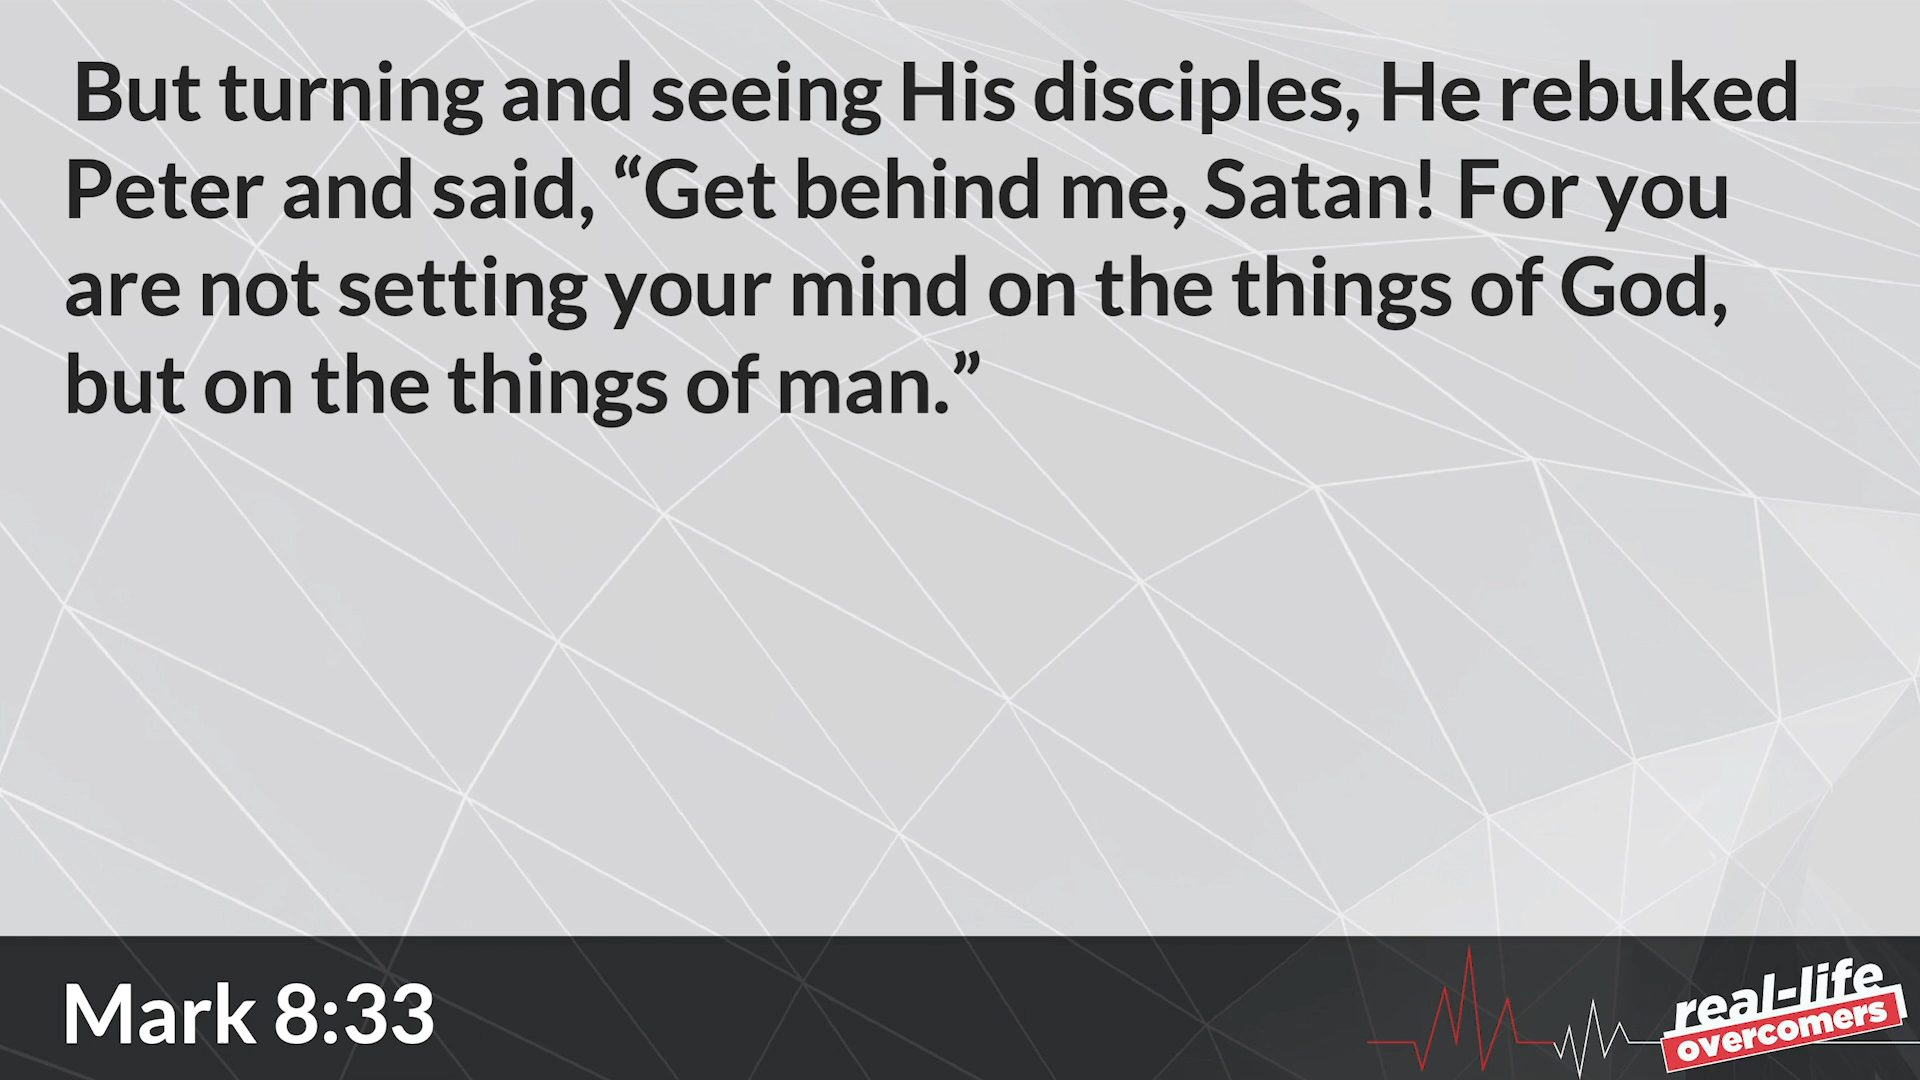 But turning and seeing His disciples, He rebuked
Peter and said, “Get behind me, Satan! For you
are not setting your mind on the things of God,
but on the things of man.”
Mark 8:33
real-life
overcomers